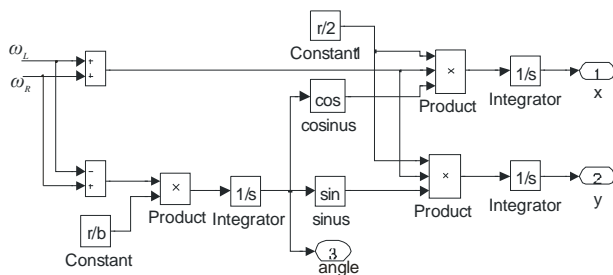 r/2
Constant1
ω_L
ω_R
+
+
×
Product
1/s
Integrator
1
x
cos
cosinus
−
+
×
Product
1/s
Integrator
sin
sinus
×
Product
1/s
Integrator
2
y
r/b
Constant
3
angle